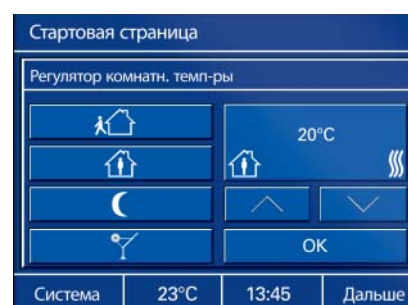 Стартовая страница
Регулятор комнатн. темп-ры
20°C
OK
Система 23°C 13:45 Дальше